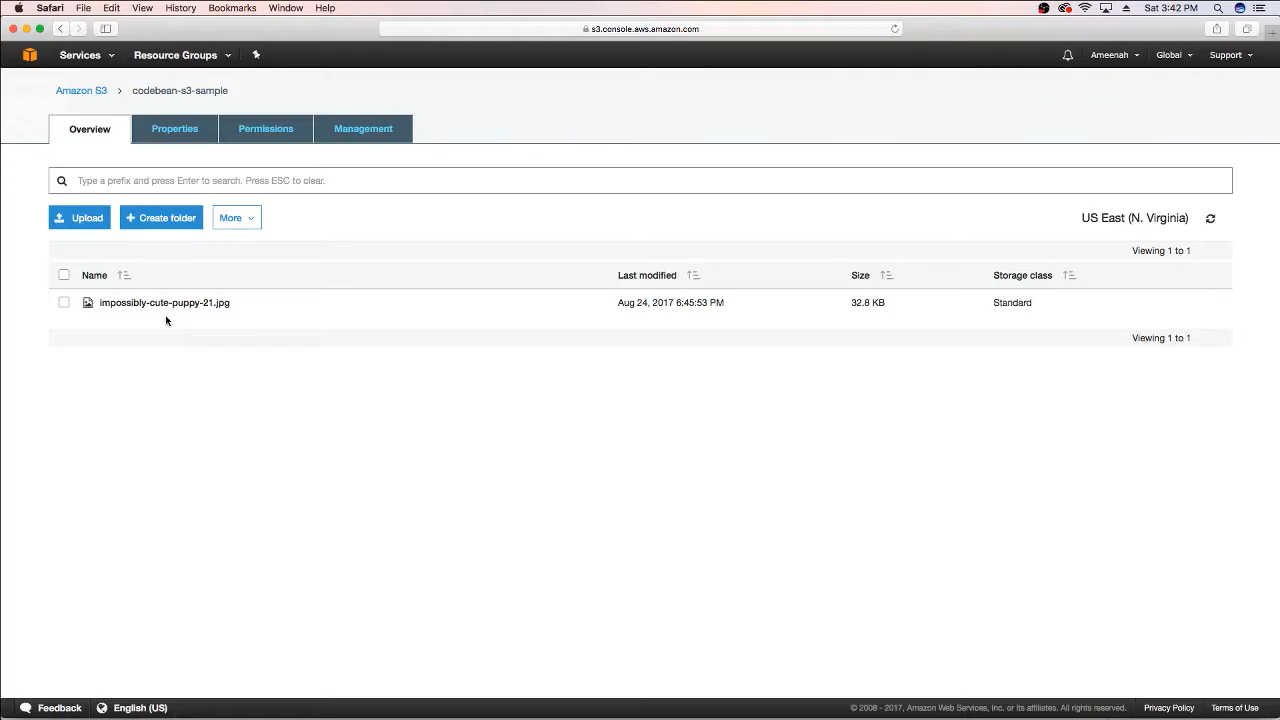 Safari File Edit View History Bookmarks Window Help Sat 3:42 PM
s3.console.aws.amazon.com
Services Resource Groups Ameenah Global Support
Amazon S3 > codebean-s3-sample
Overview Properties Permissions Management
Type a prefix and press Enter to search. Press ESC to clear.
Upload + Create folder More US East (N. Virginia)
Viewing 1 to 1
Name Last modified Size Storage class
impossibly-cute-puppy-21.jpg Aug 24, 2017 6:45:53 PM 32.8 KB Standard
Viewing 1 to 1
Feedback English (US) © 2008 - 2017, Amazon Web Services, Inc. or its affiliates. All rights reserved. Privacy Policy Terms of Use